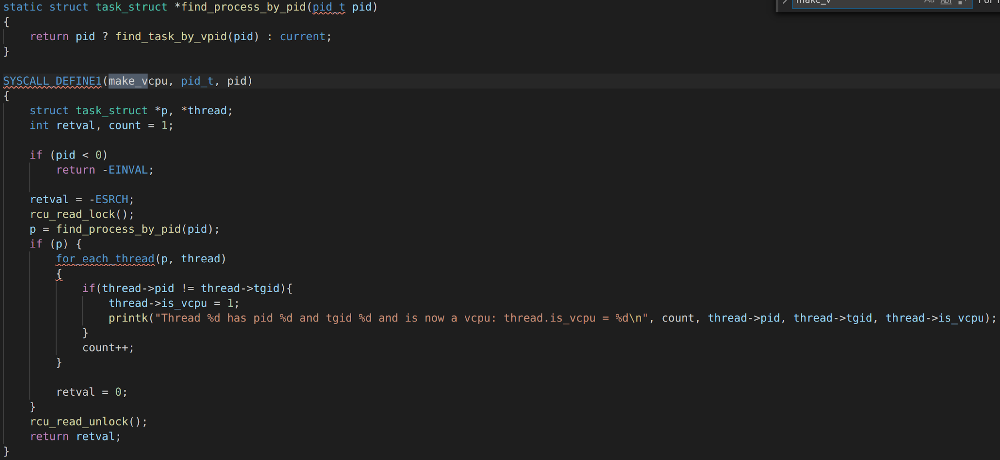 static struct task_struct *find_process_by_pid(pid_t pid)
{
    return pid ? find_task_by_vpid(pid) : current;
}
SYSCALL_DEFINE1(make_vcpu, pid_t, pid)
{
    struct task_struct *p, *thread;
    int retval, count = 1;
    if (pid < 0)
        return -EINVAL;
    retval = -ESRCH;
    rcu_read_lock();
    p = find_process_by_pid(pid);
    if (p) {
        for_each_thread(p, thread)
        {
            if(thread->pid != thread->tgid){
                thread->is_vcpu = 1;
                printk("Thread %d has pid %d and tgid %d and is now a vcpu: thread.is_vcpu = %d\n", count, thread->pid, thread->tgid, thread->is_vcpu);
            }
            count++;
        }
        retval = 0;
    }
    rcu_read_unlock();
    return retval;
}